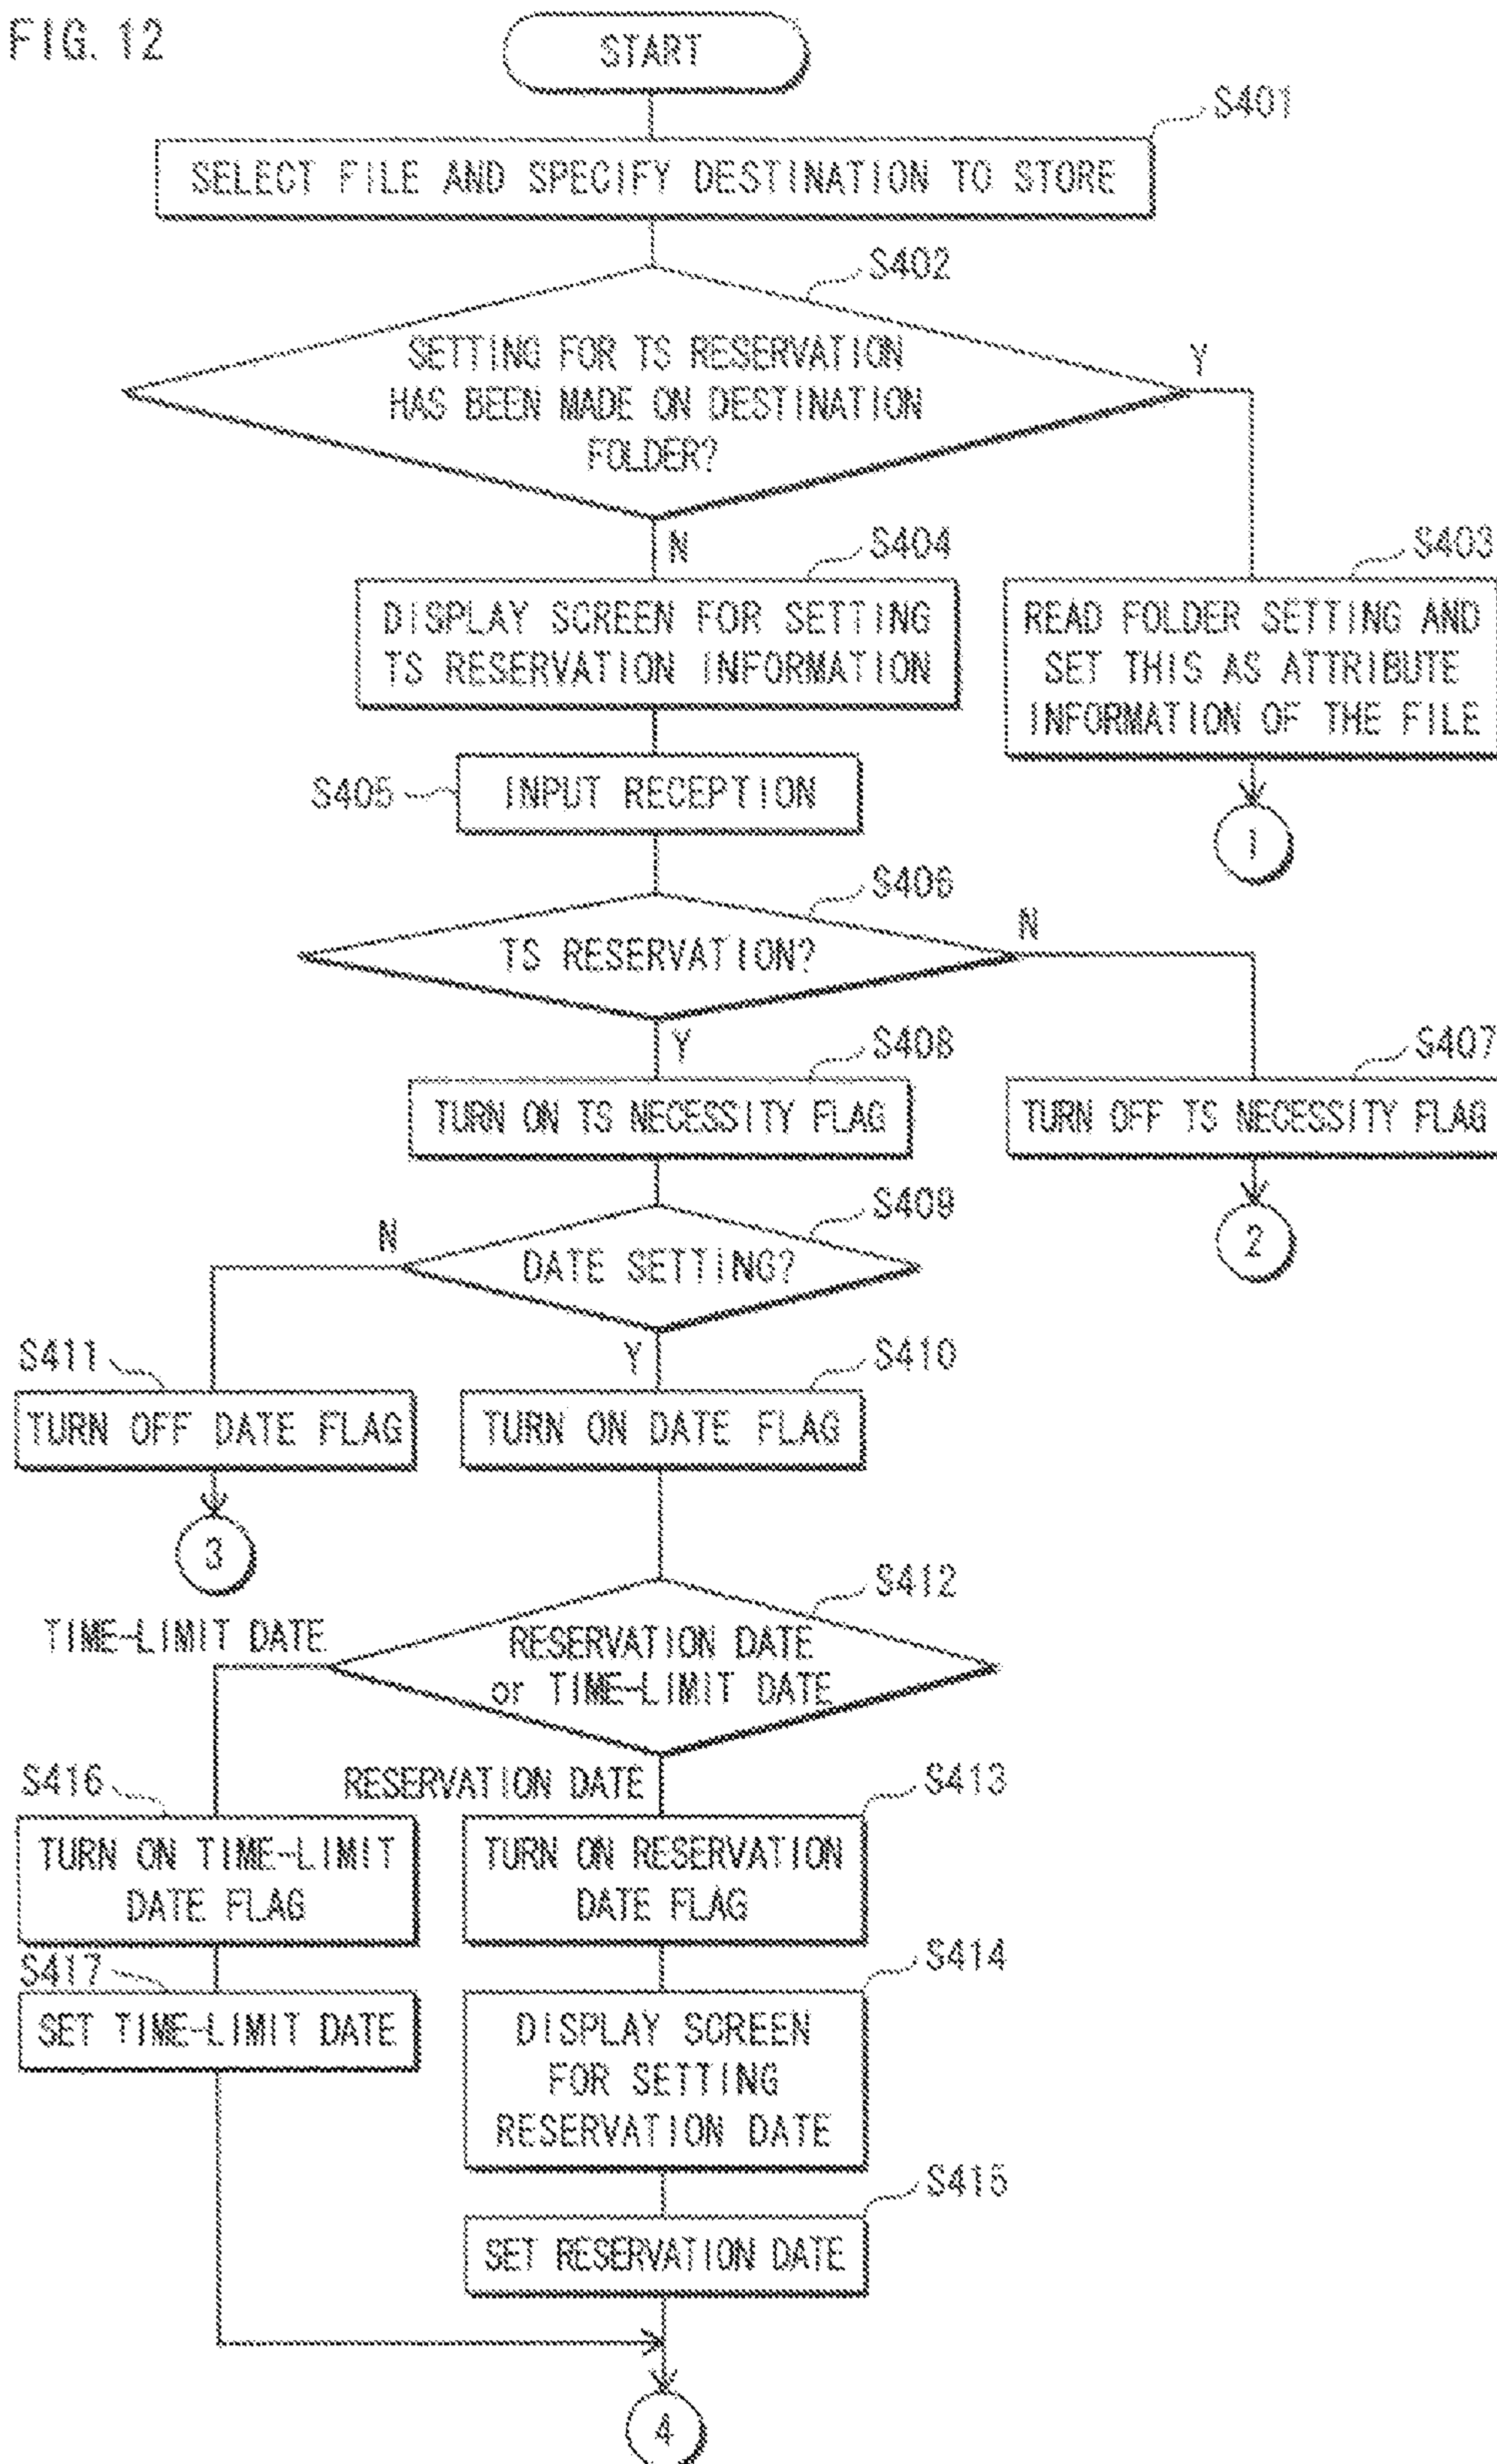 FIG. 12
START
S401
SELECT FILE AND SPECIFY DESTINATION TO STORE
S402
SETTING FOR TS RESERVATION
HAS BEEN MADE ON DESTINATION
FOLDER?
Y
N
S404
DISPLAY SCREEN FOR SETTING
TS RESERVATION INFORMATION
S403
READ FOLDER SETTING AND
SET THIS AS ATTRIBUTE
INFORMATION OF THE FILE
1
S405
INPUT RECEPTION
S406
TS RESERVATION?
N
Y
S408
TURN ON TS NECESSITY FLAG
S407
TURN OFF TS NECESSITY FLAG
2
S409
DATE SETTING?
N
Y
S411
TURN OFF DATE FLAG
3
S410
TURN ON DATE FLAG
S412
RESERVATION DATE
or TIME-LIMIT DATE
TIME-LIMIT DATE
RESERVATION DATE
S416
TURN ON TIME-LIMIT
DATE FLAG
S413
TURN ON RESERVATION
DATE FLAG
S417
SET TIME-LIMIT DATE
S414
DISPLAY SCREEN
FOR SETTING
RESERVATION DATE
S415
SET RESERVATION DATE
4